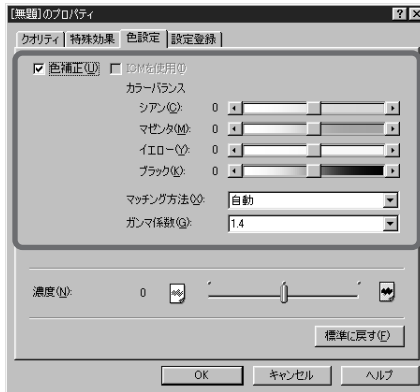 [無題]のプロパティ
クオリティ 特殊効果 色設定 設定登録
色補正(U) ICMを使用(I)
カラーバランス
シアン(C): 0
マゼンタ(M): 0
イエロー(Y): 0
ブラック(K): 0
マッチング方法(X): 自動
ガンマ係数(G): 1.4
濃度(N): 0
標準に戻す(F)
OK キャンセル ヘルプ